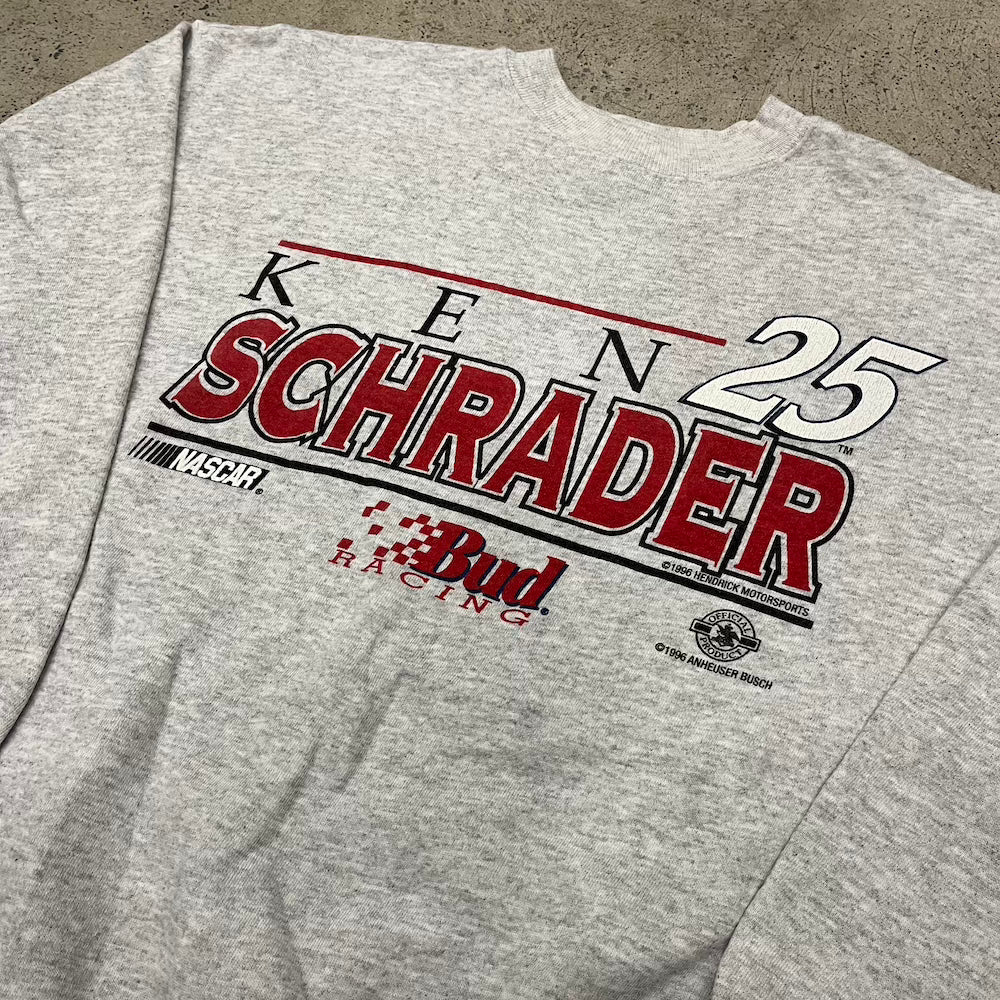 KEN
25
TM
SCHRADER
NASCAR®
Bud®
RACING
©1996 HENDRICK MOTORSPORTS
OFFICIAL
PRODUCT
©1996 ANHEUSER BUSCH